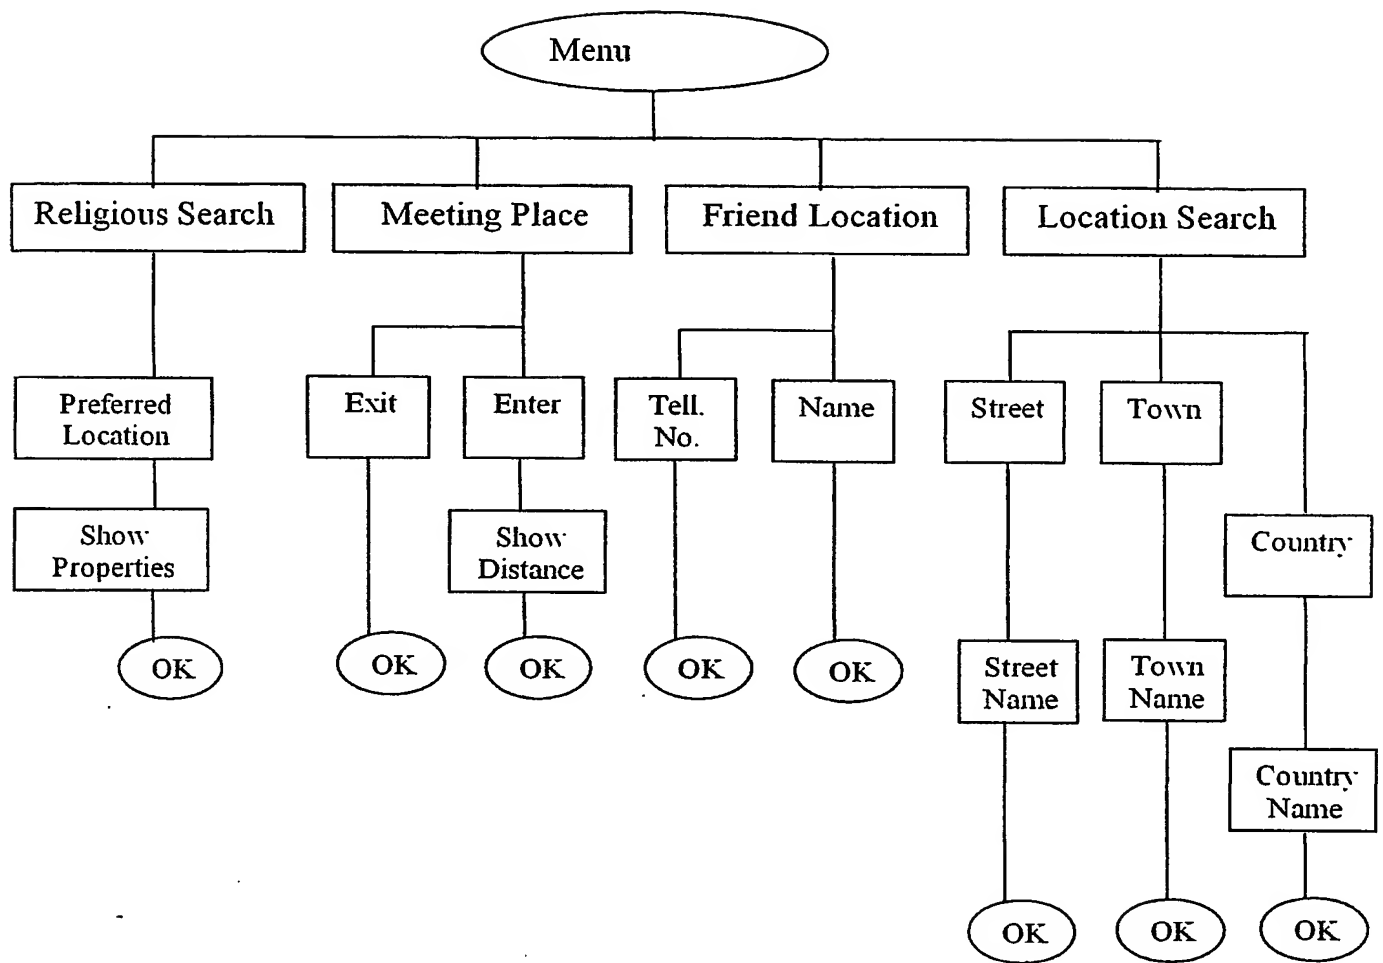 Menu
Religious Search
Meeting Place
Friend Location
Location Search
Preferred
Location
Exit
Enter
Tell.
No.
Name
Street
Town
Show
Properties
Show
Distance
Country
OK
OK
OK
OK
OK
Street
Name
Town
Name
Country
Name
OK
OK
OK